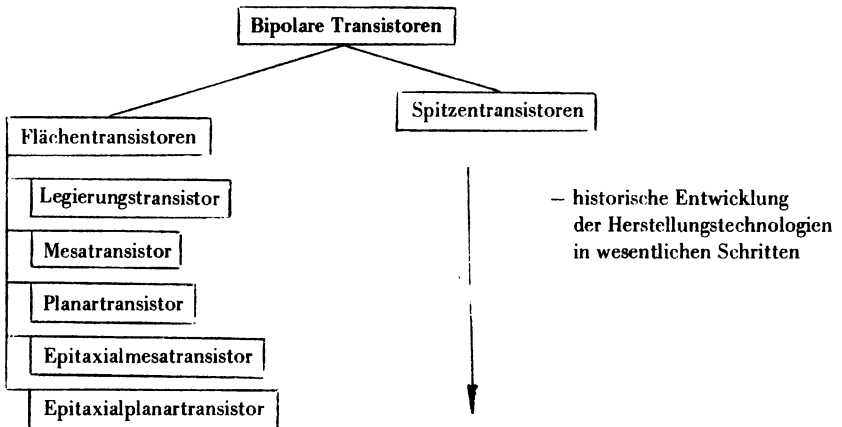 Bipolare Transistoren
Spitzentransistoren
Flächentransistoren
Legierungstransistor
Mesatransistor
Planartransistor
Epitaxialmesatransistor
Epitaxialplanartransistor
– historische Entwicklung
der Herstellungstechnologien
in wesentlichen Schritten